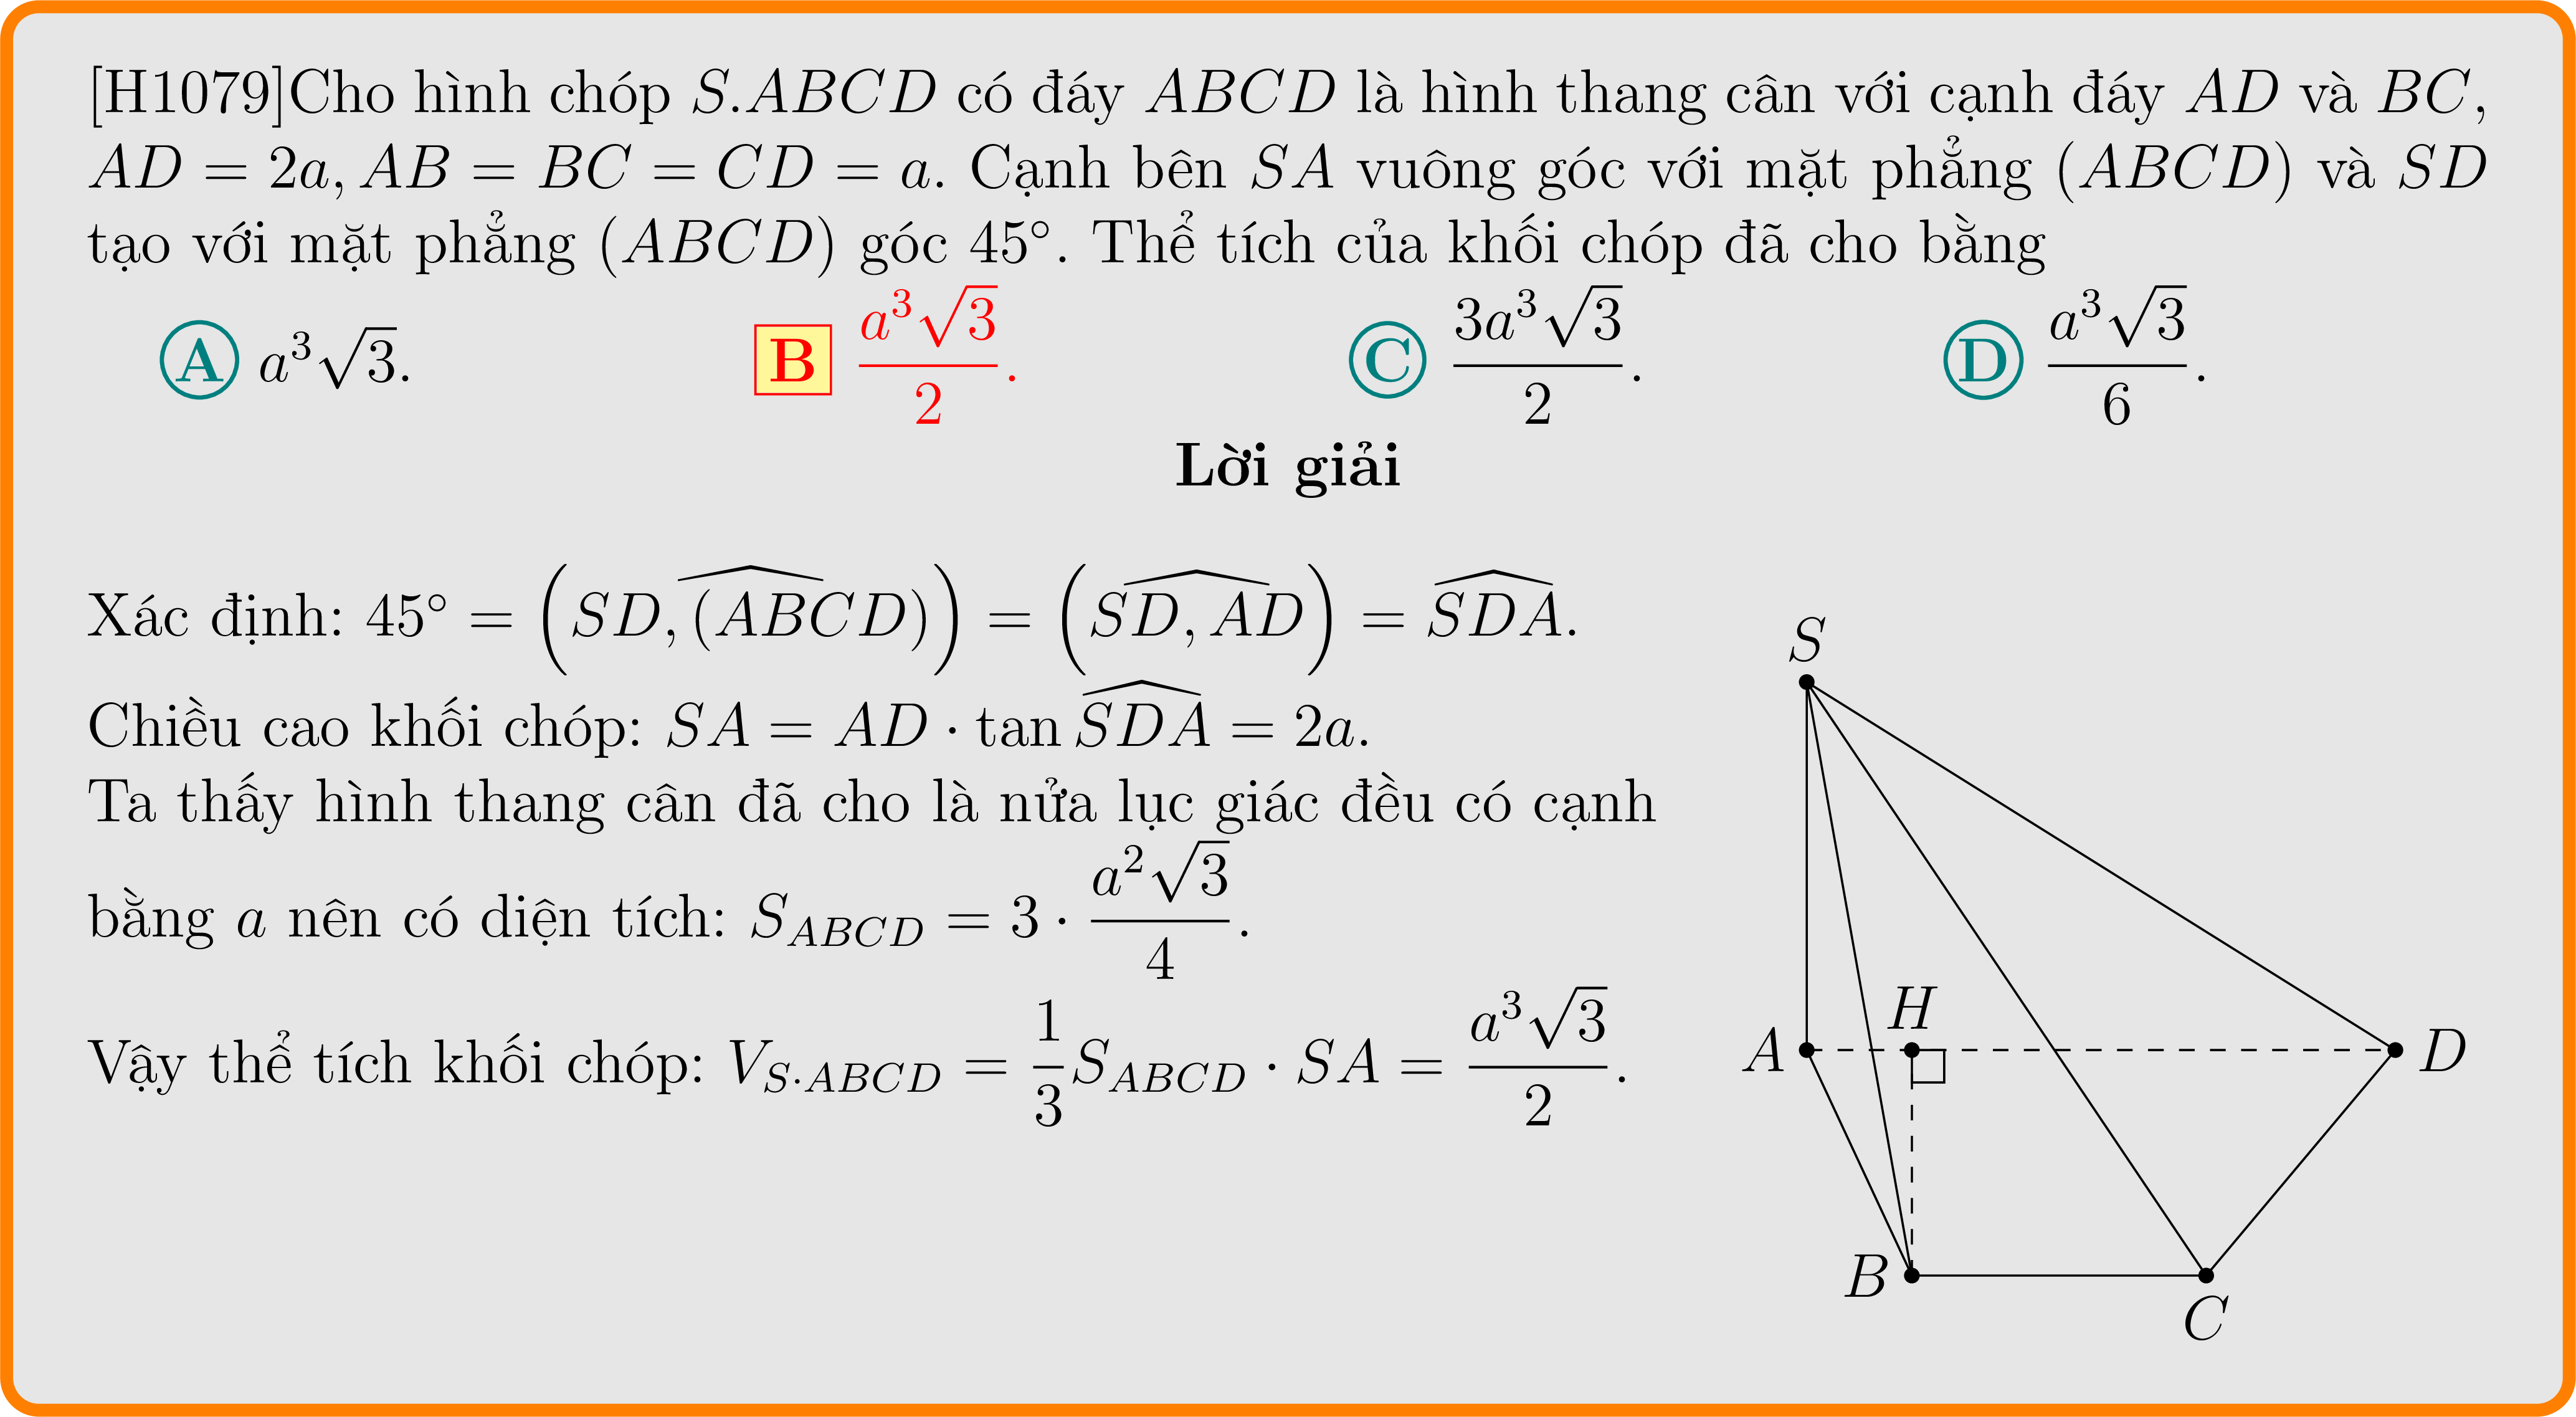 [H1079]Cho hình chóp S.ABCD có đáy ABCD là hình thang cân với cạnh đáy AD và BC,
AD = 2a, AB = BC = CD = a. Cạnh bên SA vuông góc với mặt phẳng (ABCD) và SD
tạo với mặt phẳng (ABCD) góc 45°. Thể tích của khối chóp đã cho bằng
A $a^3\sqrt{3}$. B $\frac{a^3\sqrt{3}}{2}$. C $\frac{3a^3\sqrt{3}}{2}$. D $\frac{a^3\sqrt{3}}{6}$.
Lời giải
Xác định: $45^\circ = \left(\widehat{SD, (ABCD)}\right) = \left(\widehat{SD, AD}\right) = \widehat{SDA}$.
Chiều cao khối chóp: $SA = AD \cdot \tan \widehat{SDA} = 2a$.
Ta thấy hình thang cân đã cho là nửa lục giác đều có cạnh
bằng a nên có diện tích: $S_{ABCD} = 3 \cdot \frac{a^2\sqrt{3}}{4}$.
Vậy thể tích khối chóp: $V_{S \cdot ABCD} = \frac{1}{3} S_{ABCD} \cdot SA = \frac{a^3\sqrt{3}}{2}$.
S
H
A
D
B
C